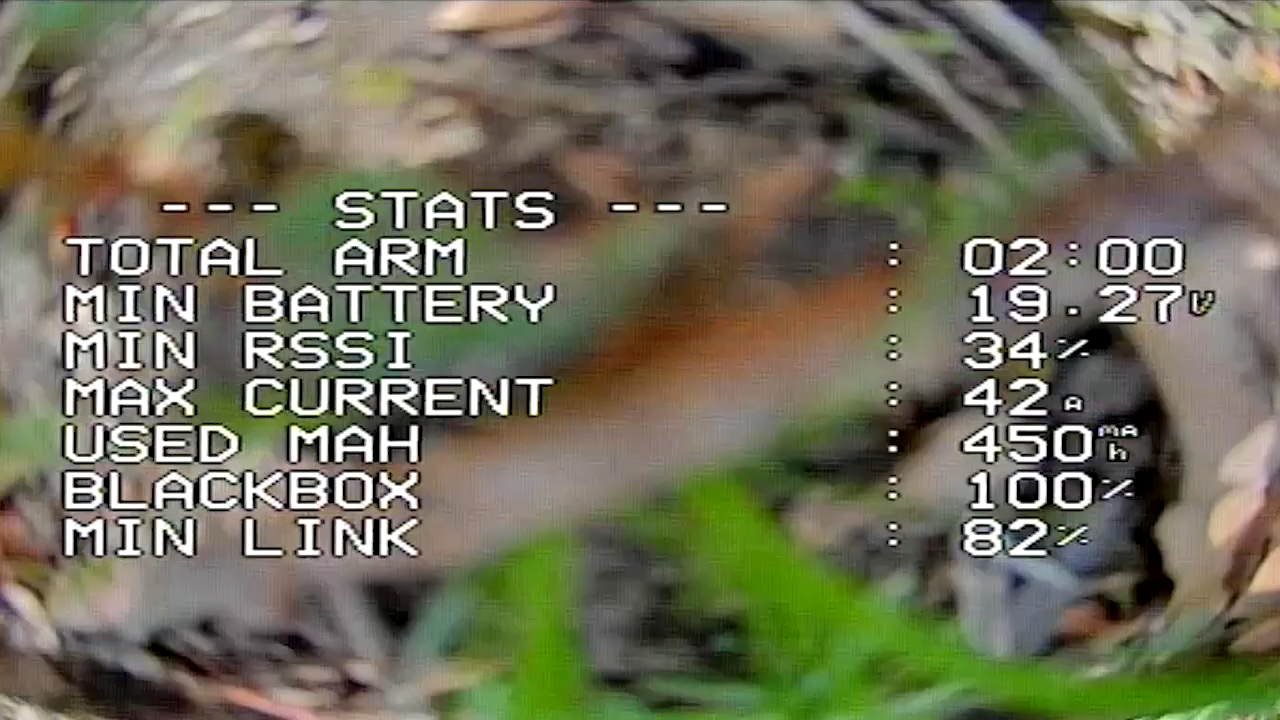 --- STATS ---
TOTAL ARM : 02:00
MIN BATTERY : 19.27V
MIN RSSI : 34%
MAX CURRENT : 42A
USED MAH : 450mAh
BLACKBOX : 100%
MIN LINK : 82%